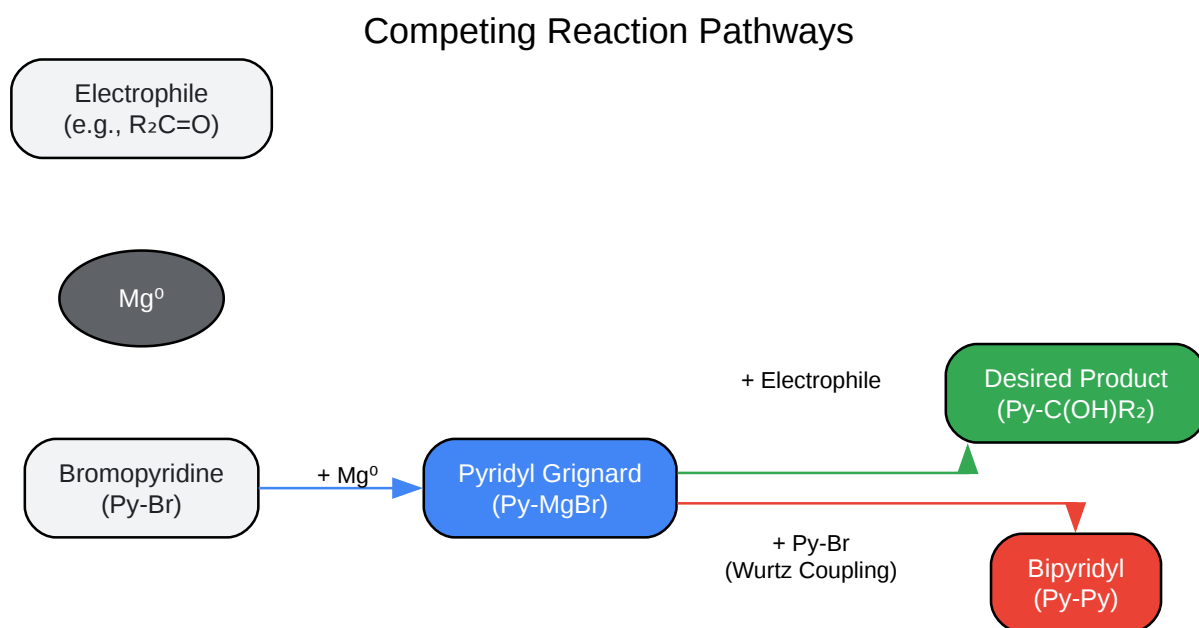 Competing Reaction Pathways
Electrophile
(e.g., R₂C=O)
Mg⁰
Desired Product
(Py-C(OH)R₂)
+ Electrophile
Bromopyridine
(Py-Br)
+ Mg⁰
Pyridyl Grignard
(Py-MgBr)
+ Py-Br
(Wurtz Coupling)
Bipyridyl
(Py-Py)